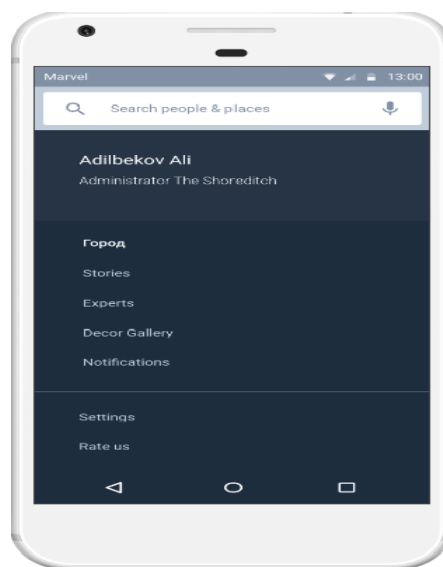 Marvel 13:00
Search people & places
Adilbekov Ali
Administrator The Shoreditch
Город
Stories
Experts
Decor Gallery
Notifications
Settings
Rate us